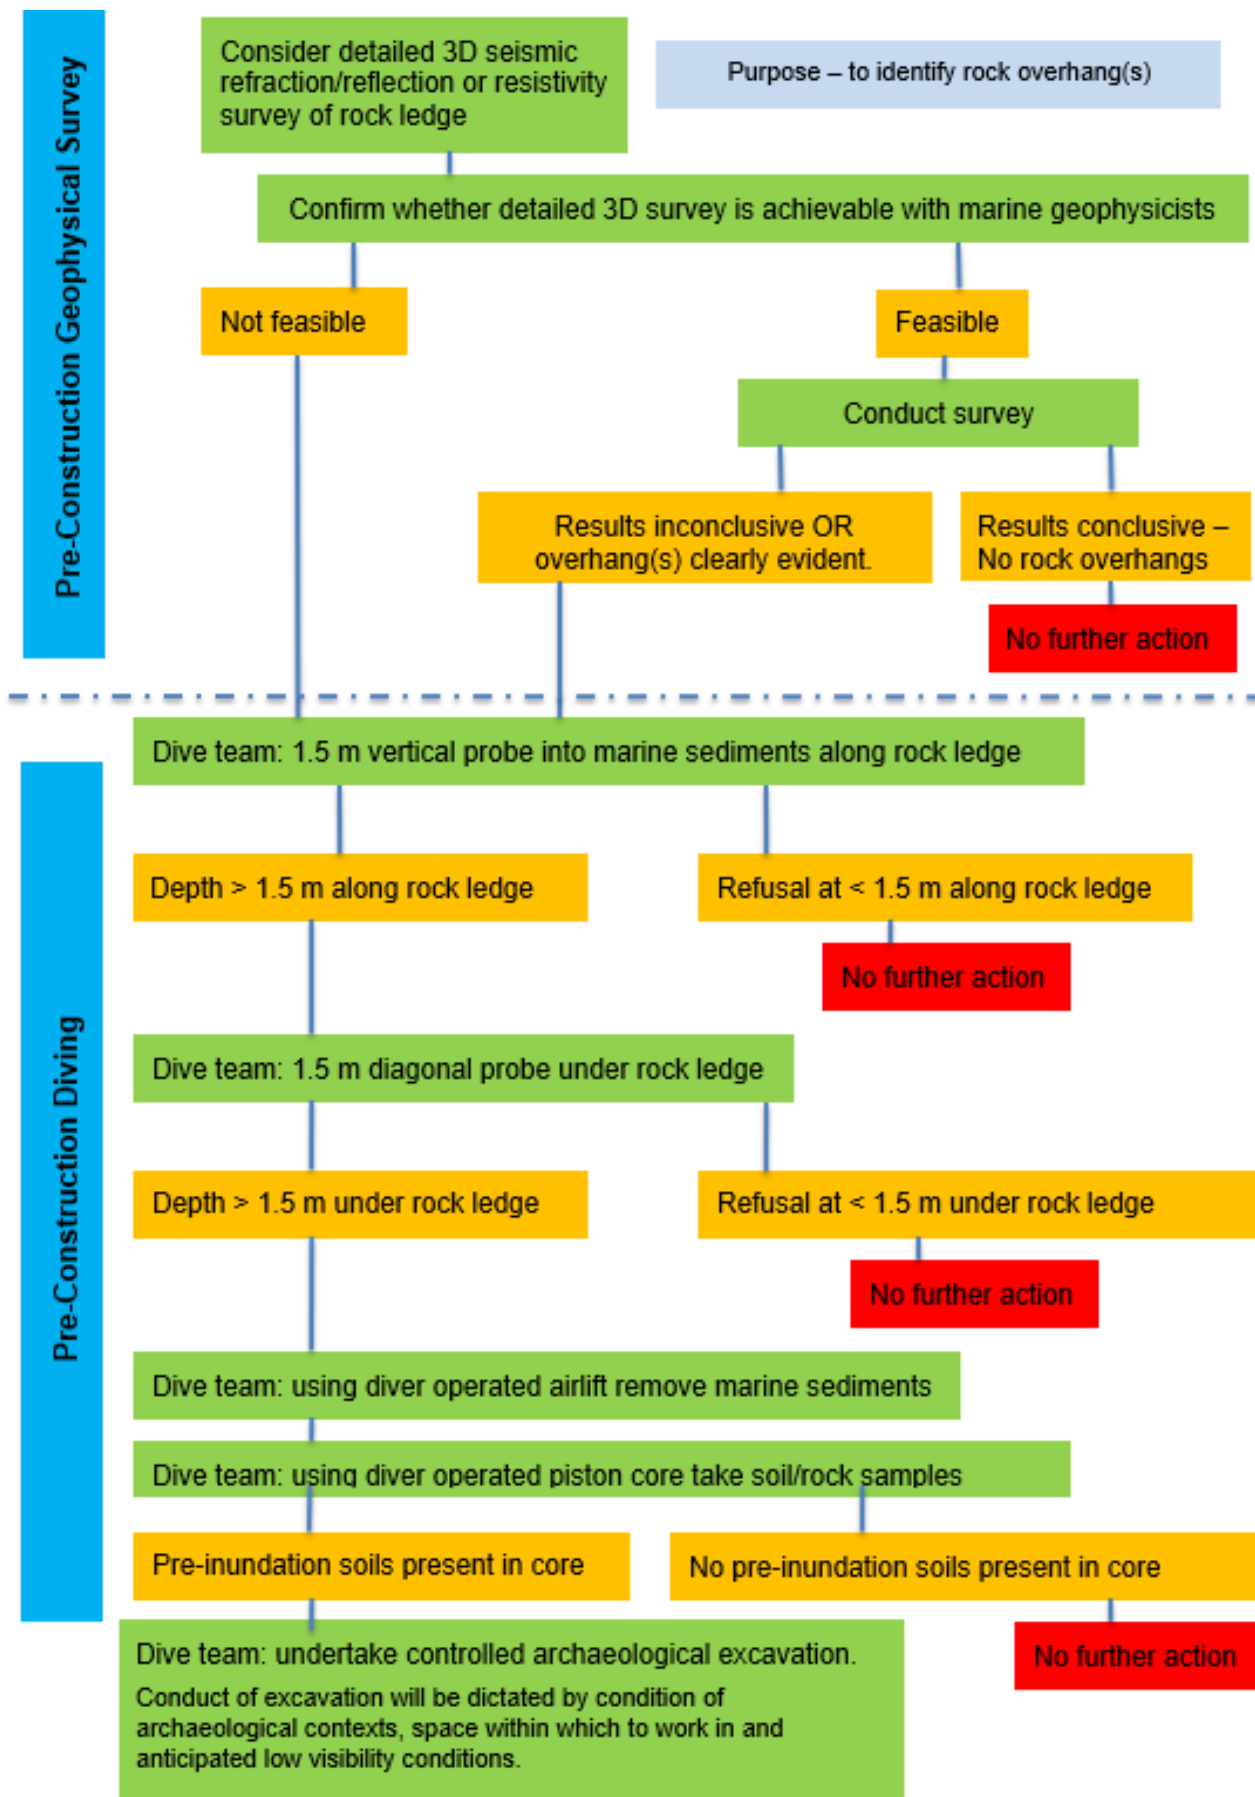 Pre-Construction Geophysical Survey
Consider detailed 3D seismic
refraction/reflection or resistivity
survey of rock ledge
Purpose – to identify rock overhang(s)
Confirm whether detailed 3D survey is achievable with marine geophysicists
Not feasible
Feasible
Conduct survey
Results inconclusive OR
overhang(s) clearly evident.
Results conclusive –
No rock overhangs
No further action
Pre-Construction Diving
Dive team: 1.5 m vertical probe into marine sediments along rock ledge
Depth > 1.5 m along rock ledge
Refusal at < 1.5 m along rock ledge
No further action
Dive team: 1.5 m diagonal probe under rock ledge
Depth > 1.5 m under rock ledge
Refusal at < 1.5 m under rock ledge
No further action
Dive team: using diver operated airlift remove marine sediments
Dive team: using diver operated piston core take soil/rock samples
Pre-inundation soils present in core
No pre-inundation soils present in core
No further action
Dive team: undertake controlled archaeological excavation.
Conduct of excavation will be dictated by condition of
archaeological contexts, space within which to work in and
anticipated low visibility conditions.